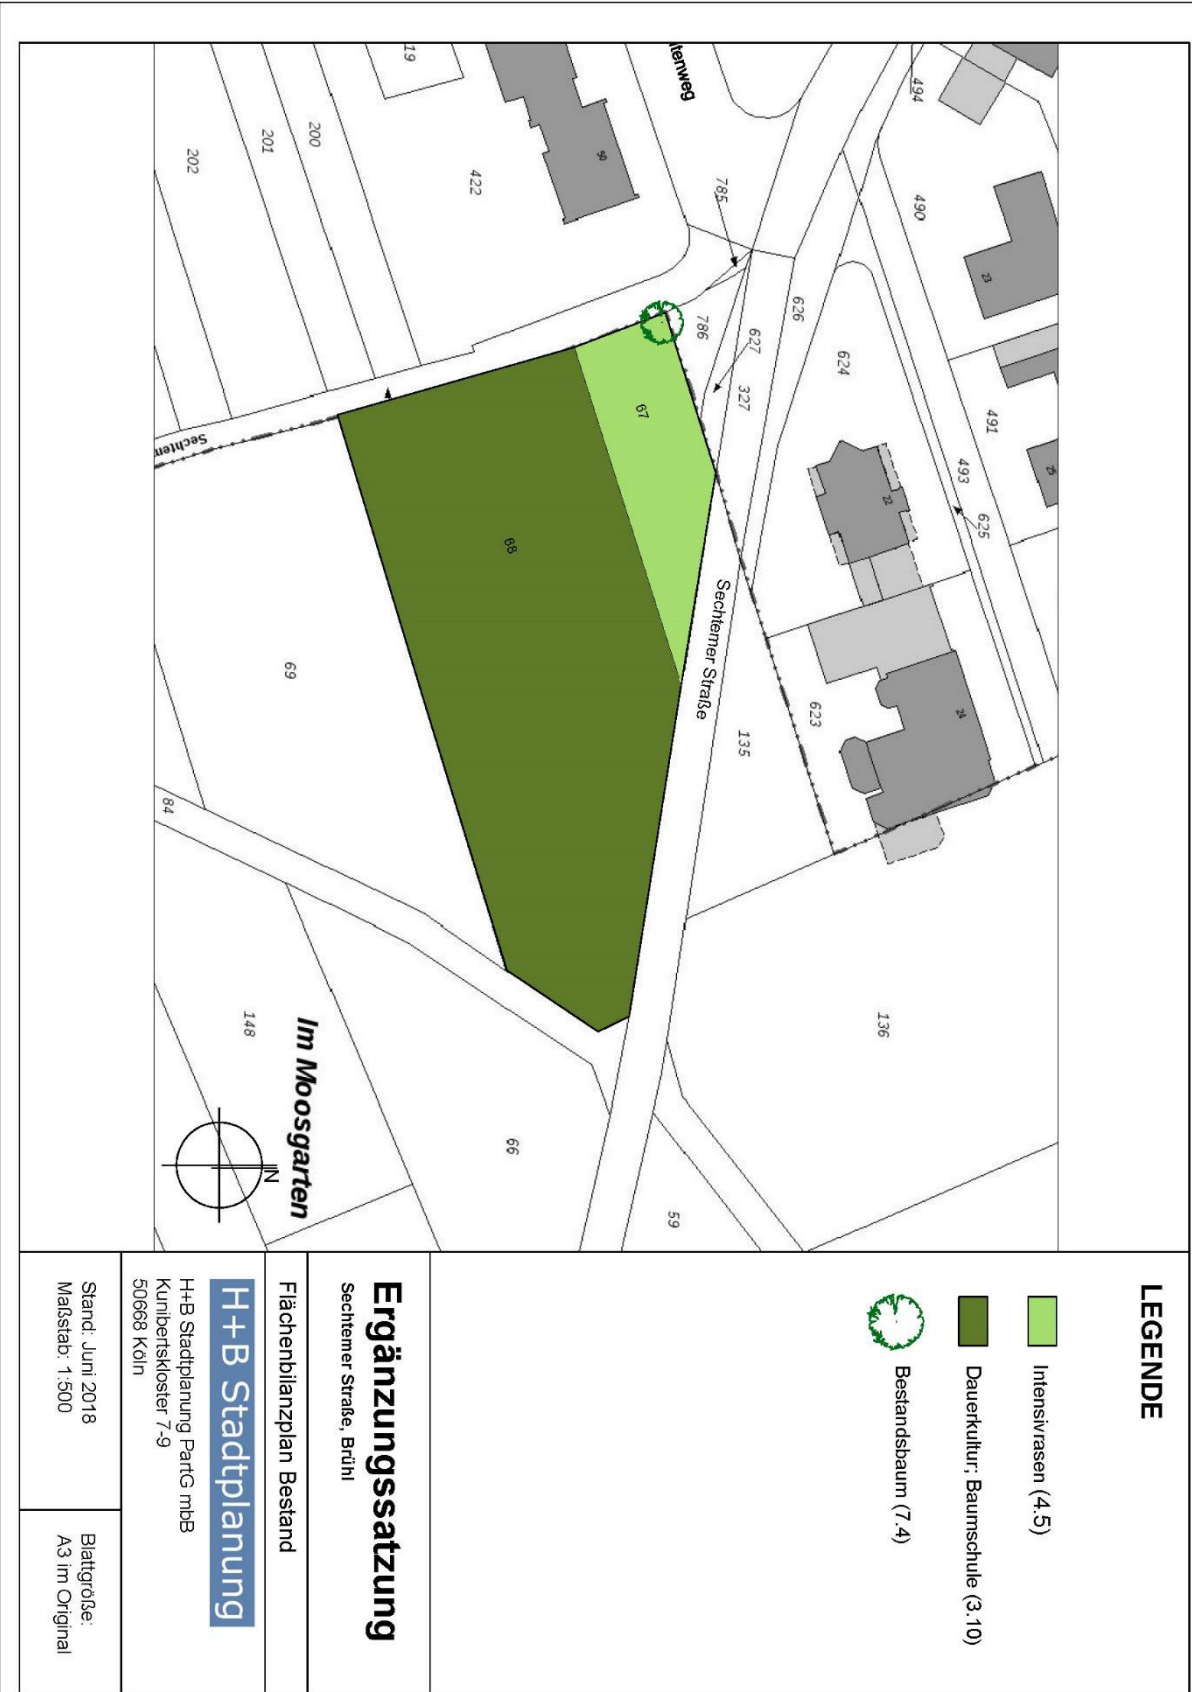 LEGENDE
Intensivrasen (4.5)
Dauerkultur; Baumschule (3.10)
Bestandsbaum (7.4)
Ergänzungssatzung
Sechtemer Straße, Brühl
Flächenbilanzplan Bestand
H+B Stadtplanung
H+B Stadtplanung PartG mbB
Kunibertskloster 7-9
50668 Köln
Stand: Juni 2018
Maßstab: 1:500
Blattgröße:
A3 im Original
494
490
23
491
25
493
625
626
624
22
24
623
627
327
786
785
Sechtemer Straße
135
136
67
68
69
84
148
66
59
Im Moosgarten
N
19
50
422
200
201
202